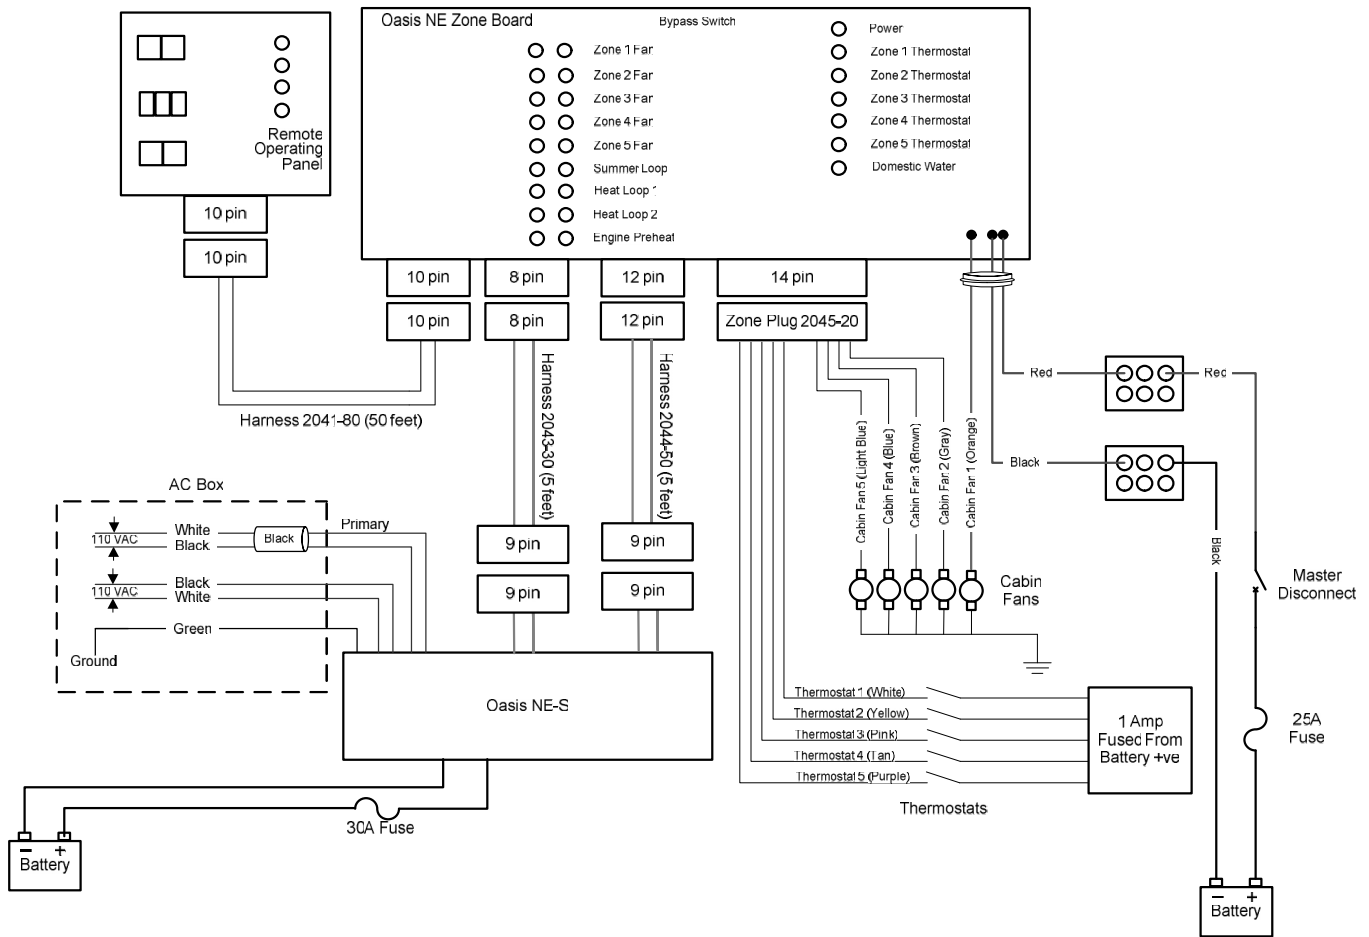 Oasis NE Zone Board
Bypass Switch
Zone 1 Fan
Zone 2 Fan
Zone 3 Fan
Zone 4 Fan
Zone 5 Fan
Summer Loop
Heat Loop 1
Heat Loop 2
Engine Preheat
Power
Zone 1 Thermostat
Zone 2 Thermostat
Zone 3 Thermostat
Zone 4 Thermostat
Zone 5 Thermostat
Domestic Water
Remote
Operating
Panel
10 pin
10 pin
10 pin
8 pin
12 pin
14 pin
10 pin
8 pin
12 pin
Zone Plug 2045-20
Harness 2041-80 (50 feet)
Harness 2043-30 (5 feet)
Harness 2044-50 (5 feet)
Cabin Fan 5 (Light Blue)
Cabin Fan 4 (Blue)
Cabin Fan 3 (Brown)
Cabin Fan 2 (Gray)
Cabin Fan 1 (Orange)
Red
Red
Black
Black
AC Box
110 VAC
White
Black
Black
Primary
110 VAC
Black
White
Green
Ground
9 pin
9 pin
9 pin
9 pin
Cabin
Fans
Master
Disconnect
Oasis NE-S
Thermostat 1 (White)
Thermostat 2 (Yellow)
Thermostat 3 (Pink)
Thermostat 4 (Tan)
Thermostat 5 (Purple)
Thermostats
1 Amp
Fused From
Battery +ve
25A
Fuse
30A Fuse
− +
Battery
− +
Battery